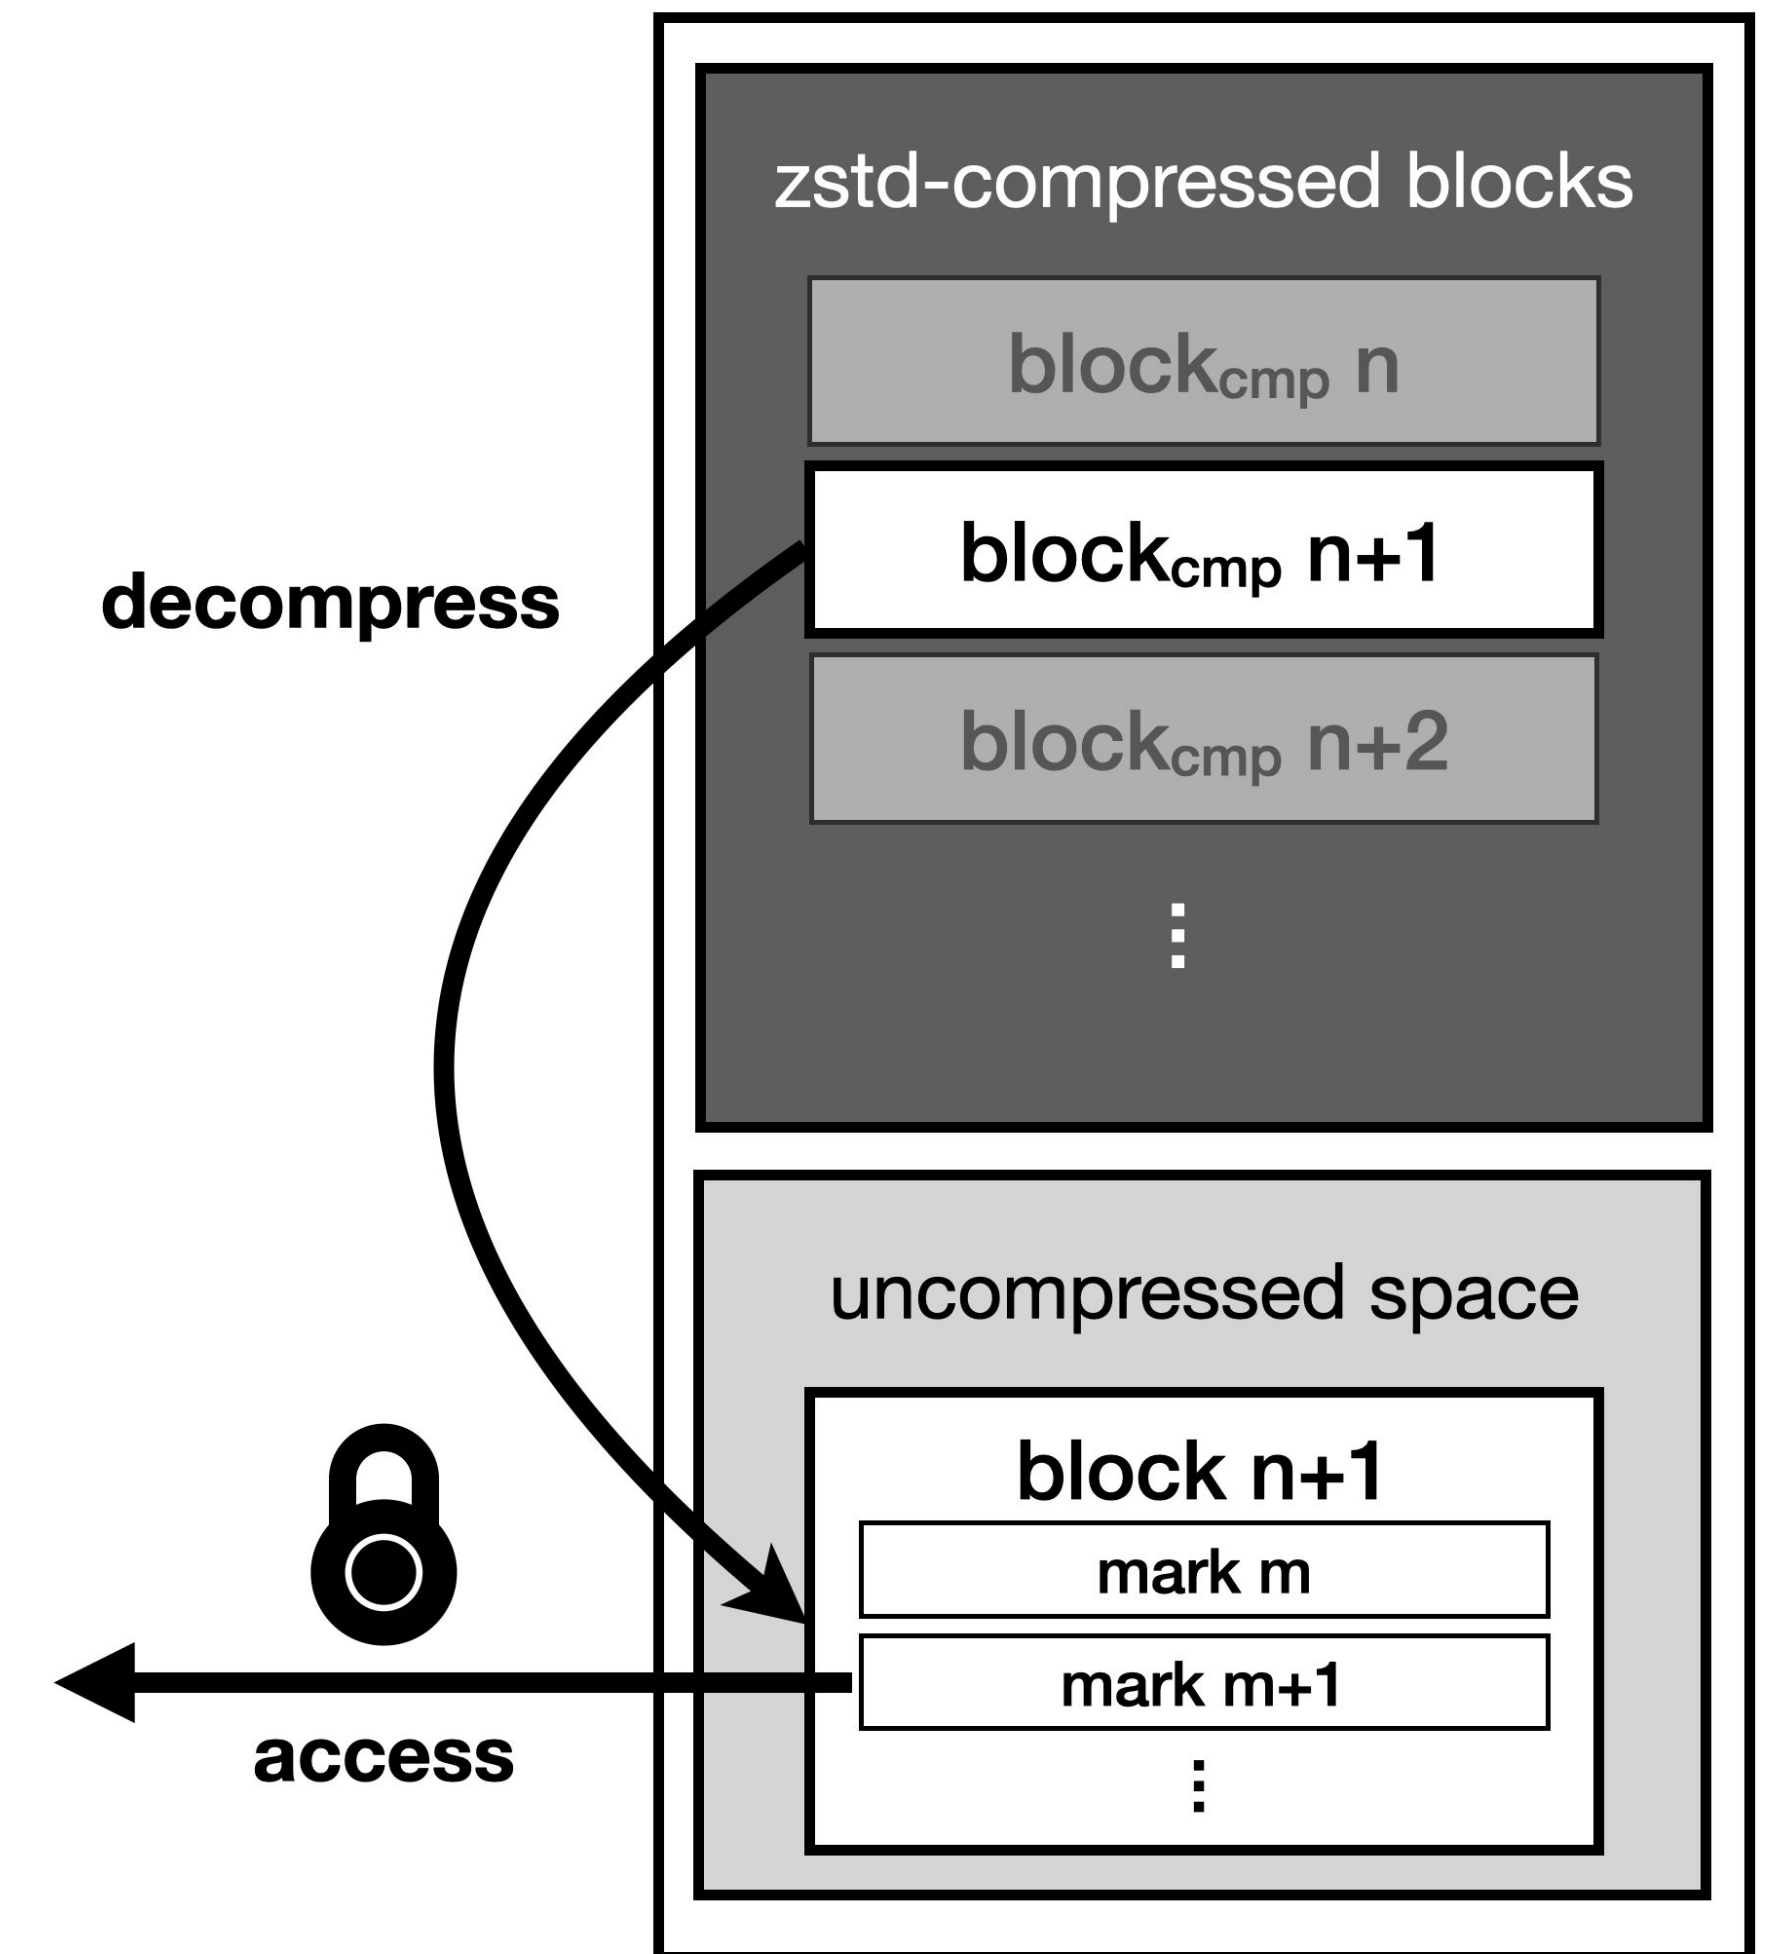 zstd-compressed blocks
blockcmp n
blockcmp n+1
decompress
blockcmp n+2
⋮
uncompressed space
block n+1
mark m
mark m+1
access
⋮